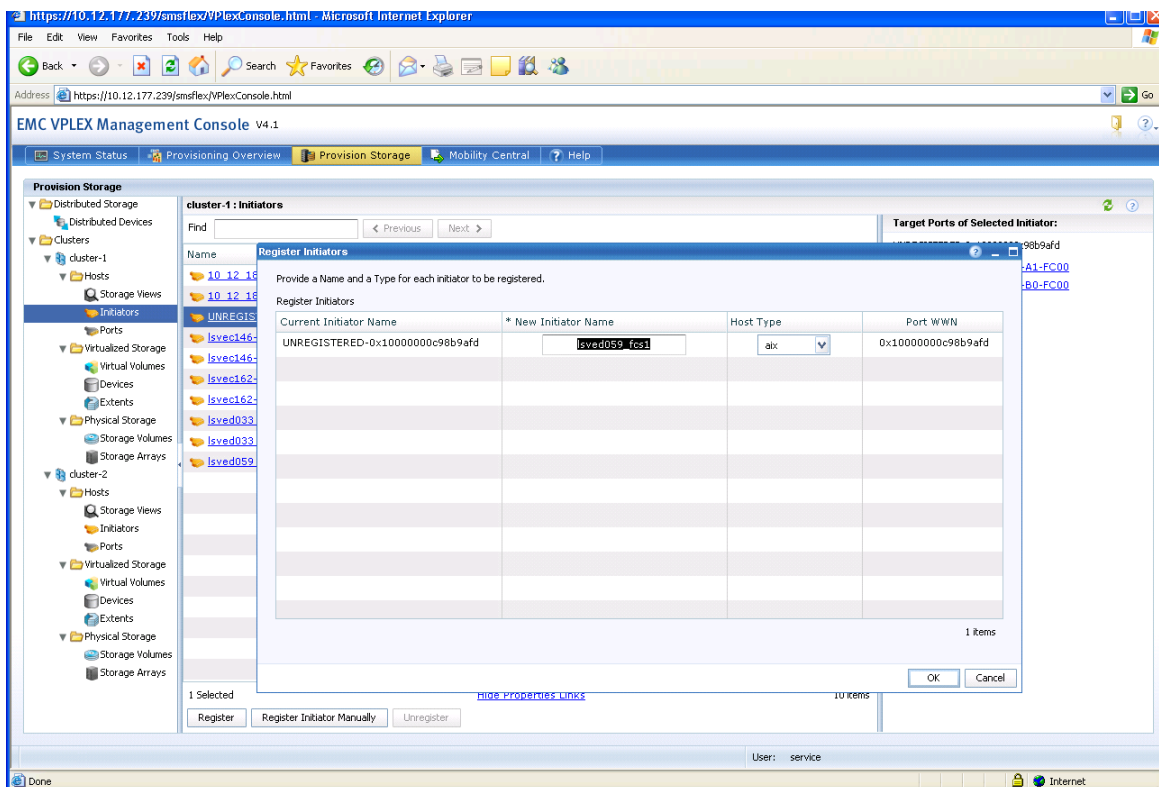 https://10.12.177.239/smsflex/VPlexConsole.html - Microsoft Internet Explorer
File Edit View Favorites Tools Help
Back Search Favorites
Address https://10.12.177.239/smsflex/VPlexConsole.html Go
EMC VPLEX Management Console V4.1
System Status Provisioning Overview Provision Storage Mobility Central Help
Provision Storage
Distributed Storage
Distributed Devices
Clusters
cluster-1
Hosts
Storage Views
Initiators
Ports
Virtualized Storage
Virtual Volumes
Devices
Extents
Physical Storage
Storage Volumes
Storage Arrays
cluster-2
Hosts
Storage Views
Initiators
Ports
Virtualized Storage
Virtual Volumes
Devices
Extents
Physical Storage
Storage Volumes
Storage Arrays
cluster-1 : Initiators
Find Previous Next
Name
10_12_18
10_12_18
UNREGIS
lsvec146-
lsvec146-
lsvec162-
lsvec162-
lsved033
lsved033
lsved059
Target Ports of Selected Initiator:
c98b9afd
-A1-FC00
-B0-FC00
Register Initiators
Provide a Name and a Type for each initiator to be registered.
Register Initiators
Current Initiator Name * New Initiator Name Host Type Port WWN
UNREGISTERED-0x10000000c98b9afd lsved059_fcs1 aix 0x10000000c98b9afd
1 items
OK Cancel
1 Selected Hide Properties Links 10 items
Register Register Initiator Manually Unregister
User: service
Done Internet